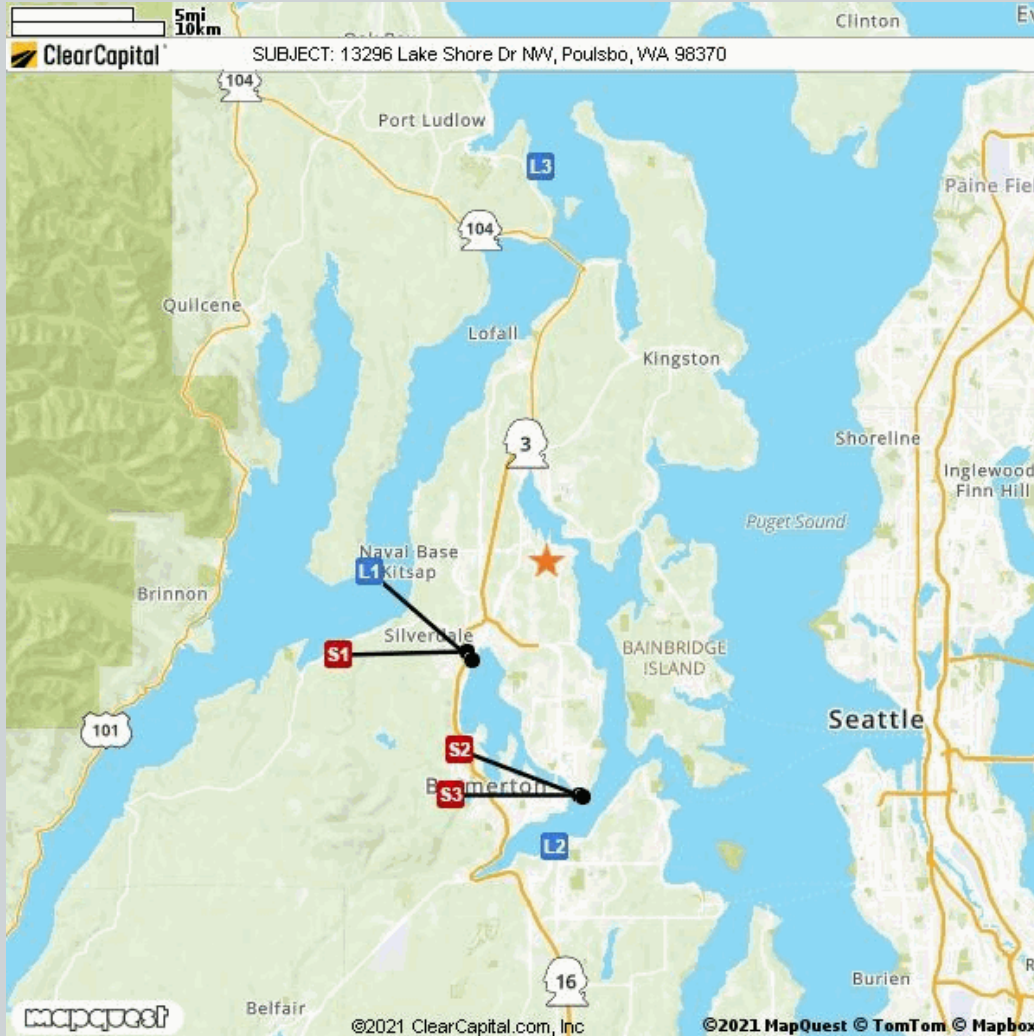 5mi
10km
Clinton
ClearCapital
SUBJECT: 13296 Lake Shore Dr NW, Poulsbo, WA 98370
104
Port Ludlow
L3
Paine Fie
104
Quilcene
Lofall
Kingston
3
Shoreline
Inglewood
Finn Hill
Puget Sound
Naval Base
Kitsap
L1
Brinnon
Silverdale
S1
BAINBRIDGE
ISLAND
101
Seattle
S2
Bremerton
S3
L2
16
Burien
Belfair
mapquest
©2021 ClearCapital.com, Inc
©2021 MapQuest © TomTom © Mapbox